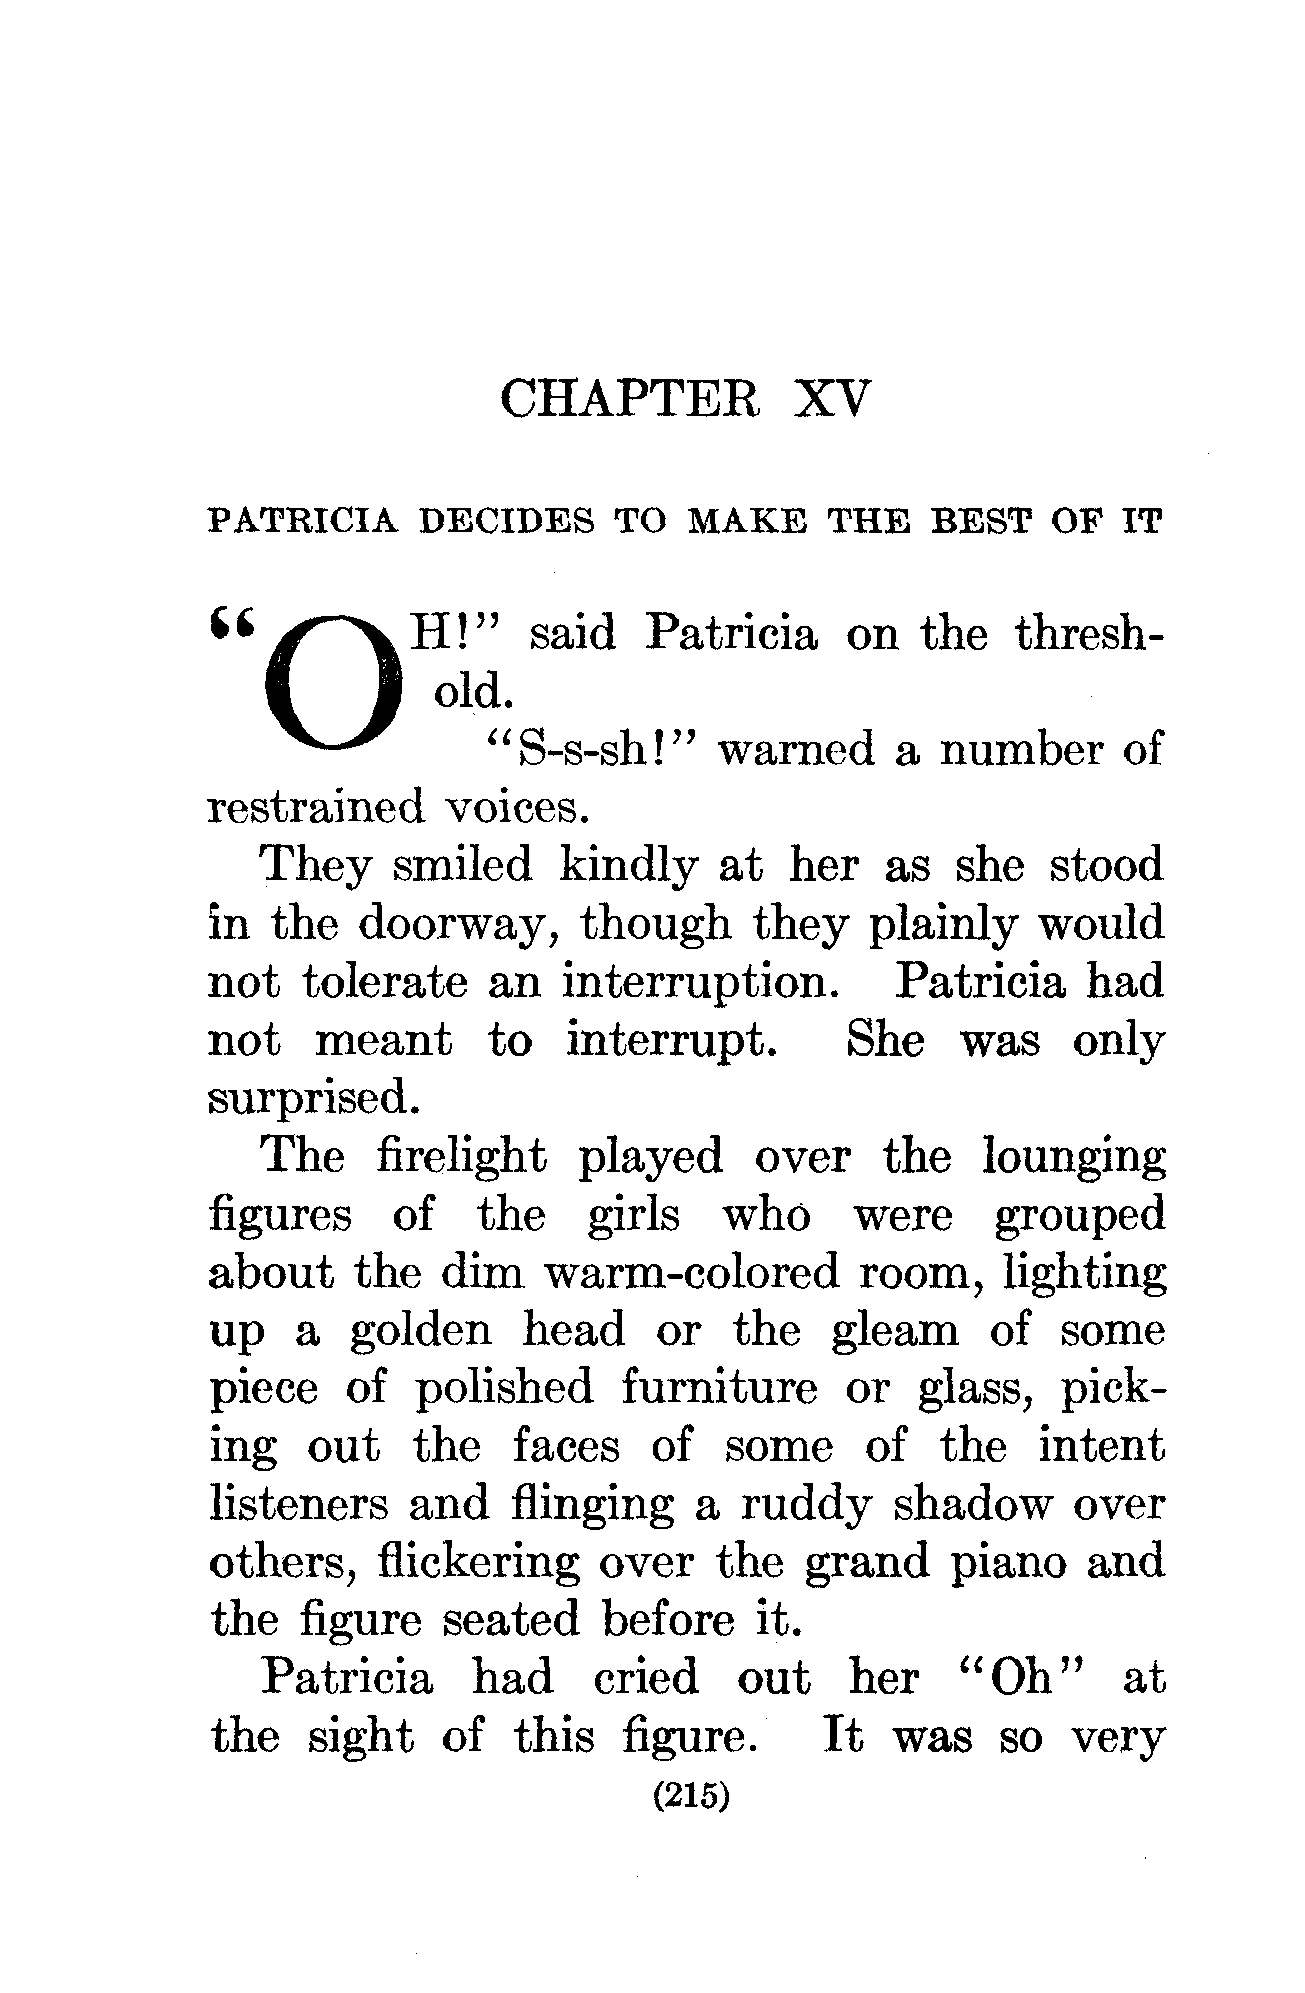 CHAPTER XV
PATRICIA DECIDES TO MAKE THE BEST OF IT
“OH!” said Patricia on the thresh-
old.
“S-s-sh!” warned a number of
restrained voices.
They smiled kindly at her as she stood
in the doorway, though they plainly would
not tolerate an interruption. Patricia had
not meant to interrupt. She was only
surprised.
The firelight played over the lounging
figures of the girls who were grouped
about the dim warm-colored room, lighting
up a golden head or the gleam of some
piece of polished furniture or glass, pick-
ing out the faces of some of the intent
listeners and flinging a ruddy shadow over
others, flickering over the grand piano and
the figure seated before it.
Patricia had cried out her “Oh” at
the sight of this figure. It was so very
(215)